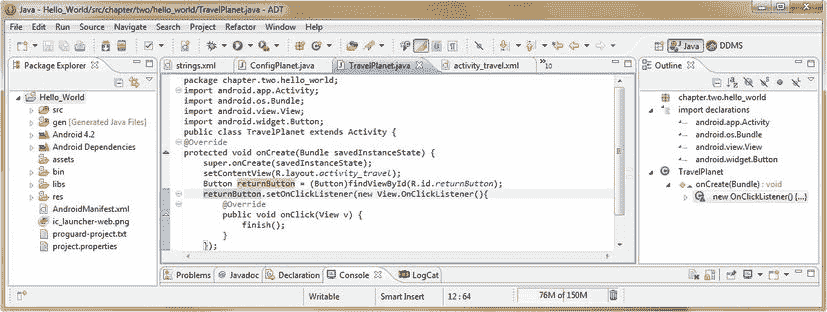 Java - Hello_World/src/chapter/two/hello_world/TravelPlanet.java - ADT
File Edit Run Source Navigate Search Project Refactor Window Help
Java DDMS
Package Explorer
Hello_World
src
gen [Generated Java Files]
Android 4.2
Android Dependencies
assets
bin
libs
res
AndroidManifest.xml
ic_launcher-web.png
proguard-project.txt
project.properties
strings.xml ConfigPlanet.java TravelPlanet.java activity_travel.xml »10
package chapter.two.hello_world;
import android.app.Activity;
import android.os.Bundle;
import android.view.View;
import android.widget.Button;
public class TravelPlanet extends Activity {
@Override
protected void onCreate(Bundle savedInstanceState) {
super.onCreate(savedInstanceState);
setContentView(R.layout.activity_travel);
Button returnButton = (Button)findViewById(R.id.returnButton);
returnButton.setOnClickListener(new View.OnClickListener(){
@Override
public void onClick(View v) {
finish();
}
});
Outline
chapter.two.hello_world
import declarations
android.app.Activity
android.os.Bundle
android.view.View
android.widget.Button
TravelPlanet
onCreate(Bundle) : void
new OnClickListener() {...}
Problems @ Javadoc Declaration Console LogCat
Writable Smart Insert 12 : 64 76M of 150M